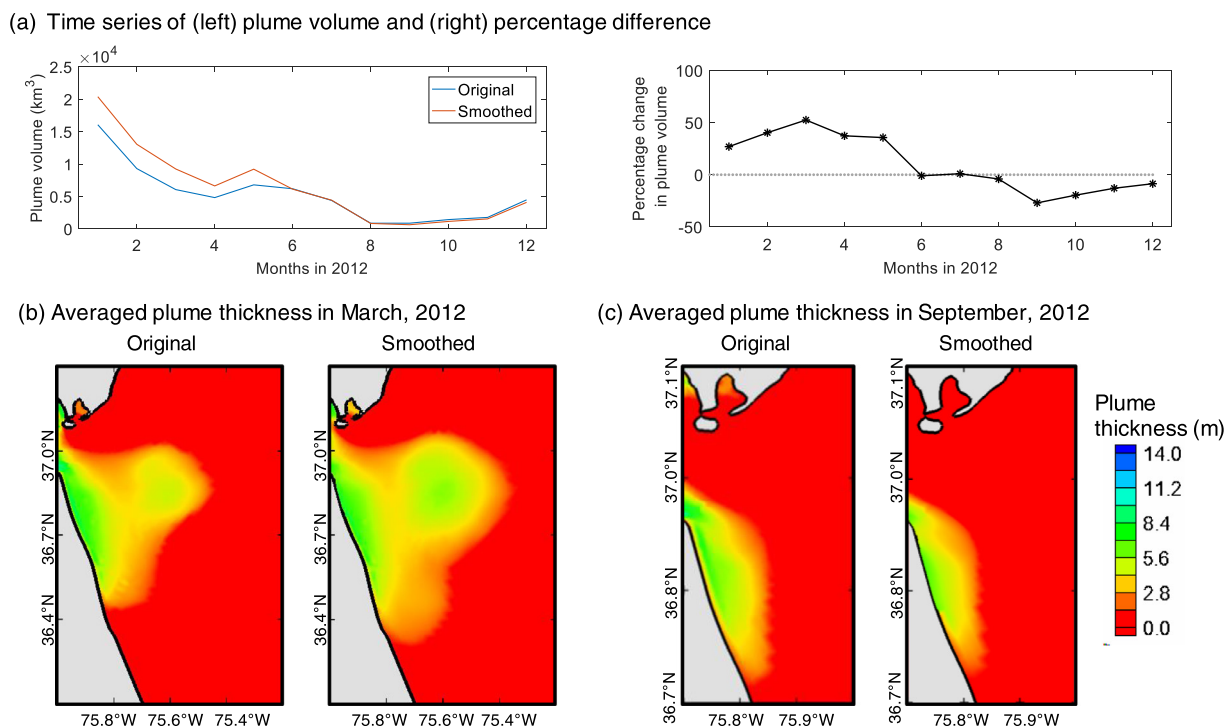 (a) Time series of (left) plume volume and (right) percentage difference
×10⁴
Plume volume (km³)
2.5
2
1.5
1
0.5
0
Original
Smoothed
2 4 6 8 10 12
Months in 2012
Percentage change
in plume volume
100
50
0
-50
2 4 6 8 10 12
Months in 2012
(b) Averaged plume thickness in March, 2012
Original
Smoothed
37.0°N
36.7°N
36.4°N
75.8°W 75.6°W 75.4°W
75.8°W 75.6°W 75.4°W
(c) Averaged plume thickness in September, 2012
Original
Smoothed
37.1°N
37.0°N
36.8°N
36.7°N
75.8°W 75.9°W
37.1°N
37.0°N
36.8°N
36.7°N
75.8°W 75.9°W
37.0°N
36.7°N
36.4°N
Plume
thickness (m)
14.0
11.2
8.4
5.6
2.8
0.0